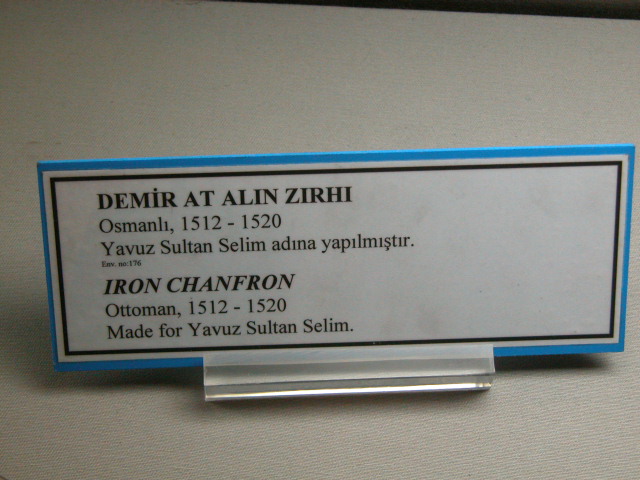 DEMİR AT ALIN ZIRHI
Osmanlı, 1512 - 1520
Yavuz Sultan Selim adına yapılmıştır.
Env. no:176
IRON CHANFRON
Ottoman, 1512 - 1520
Made for Yavuz Sultan Selim.